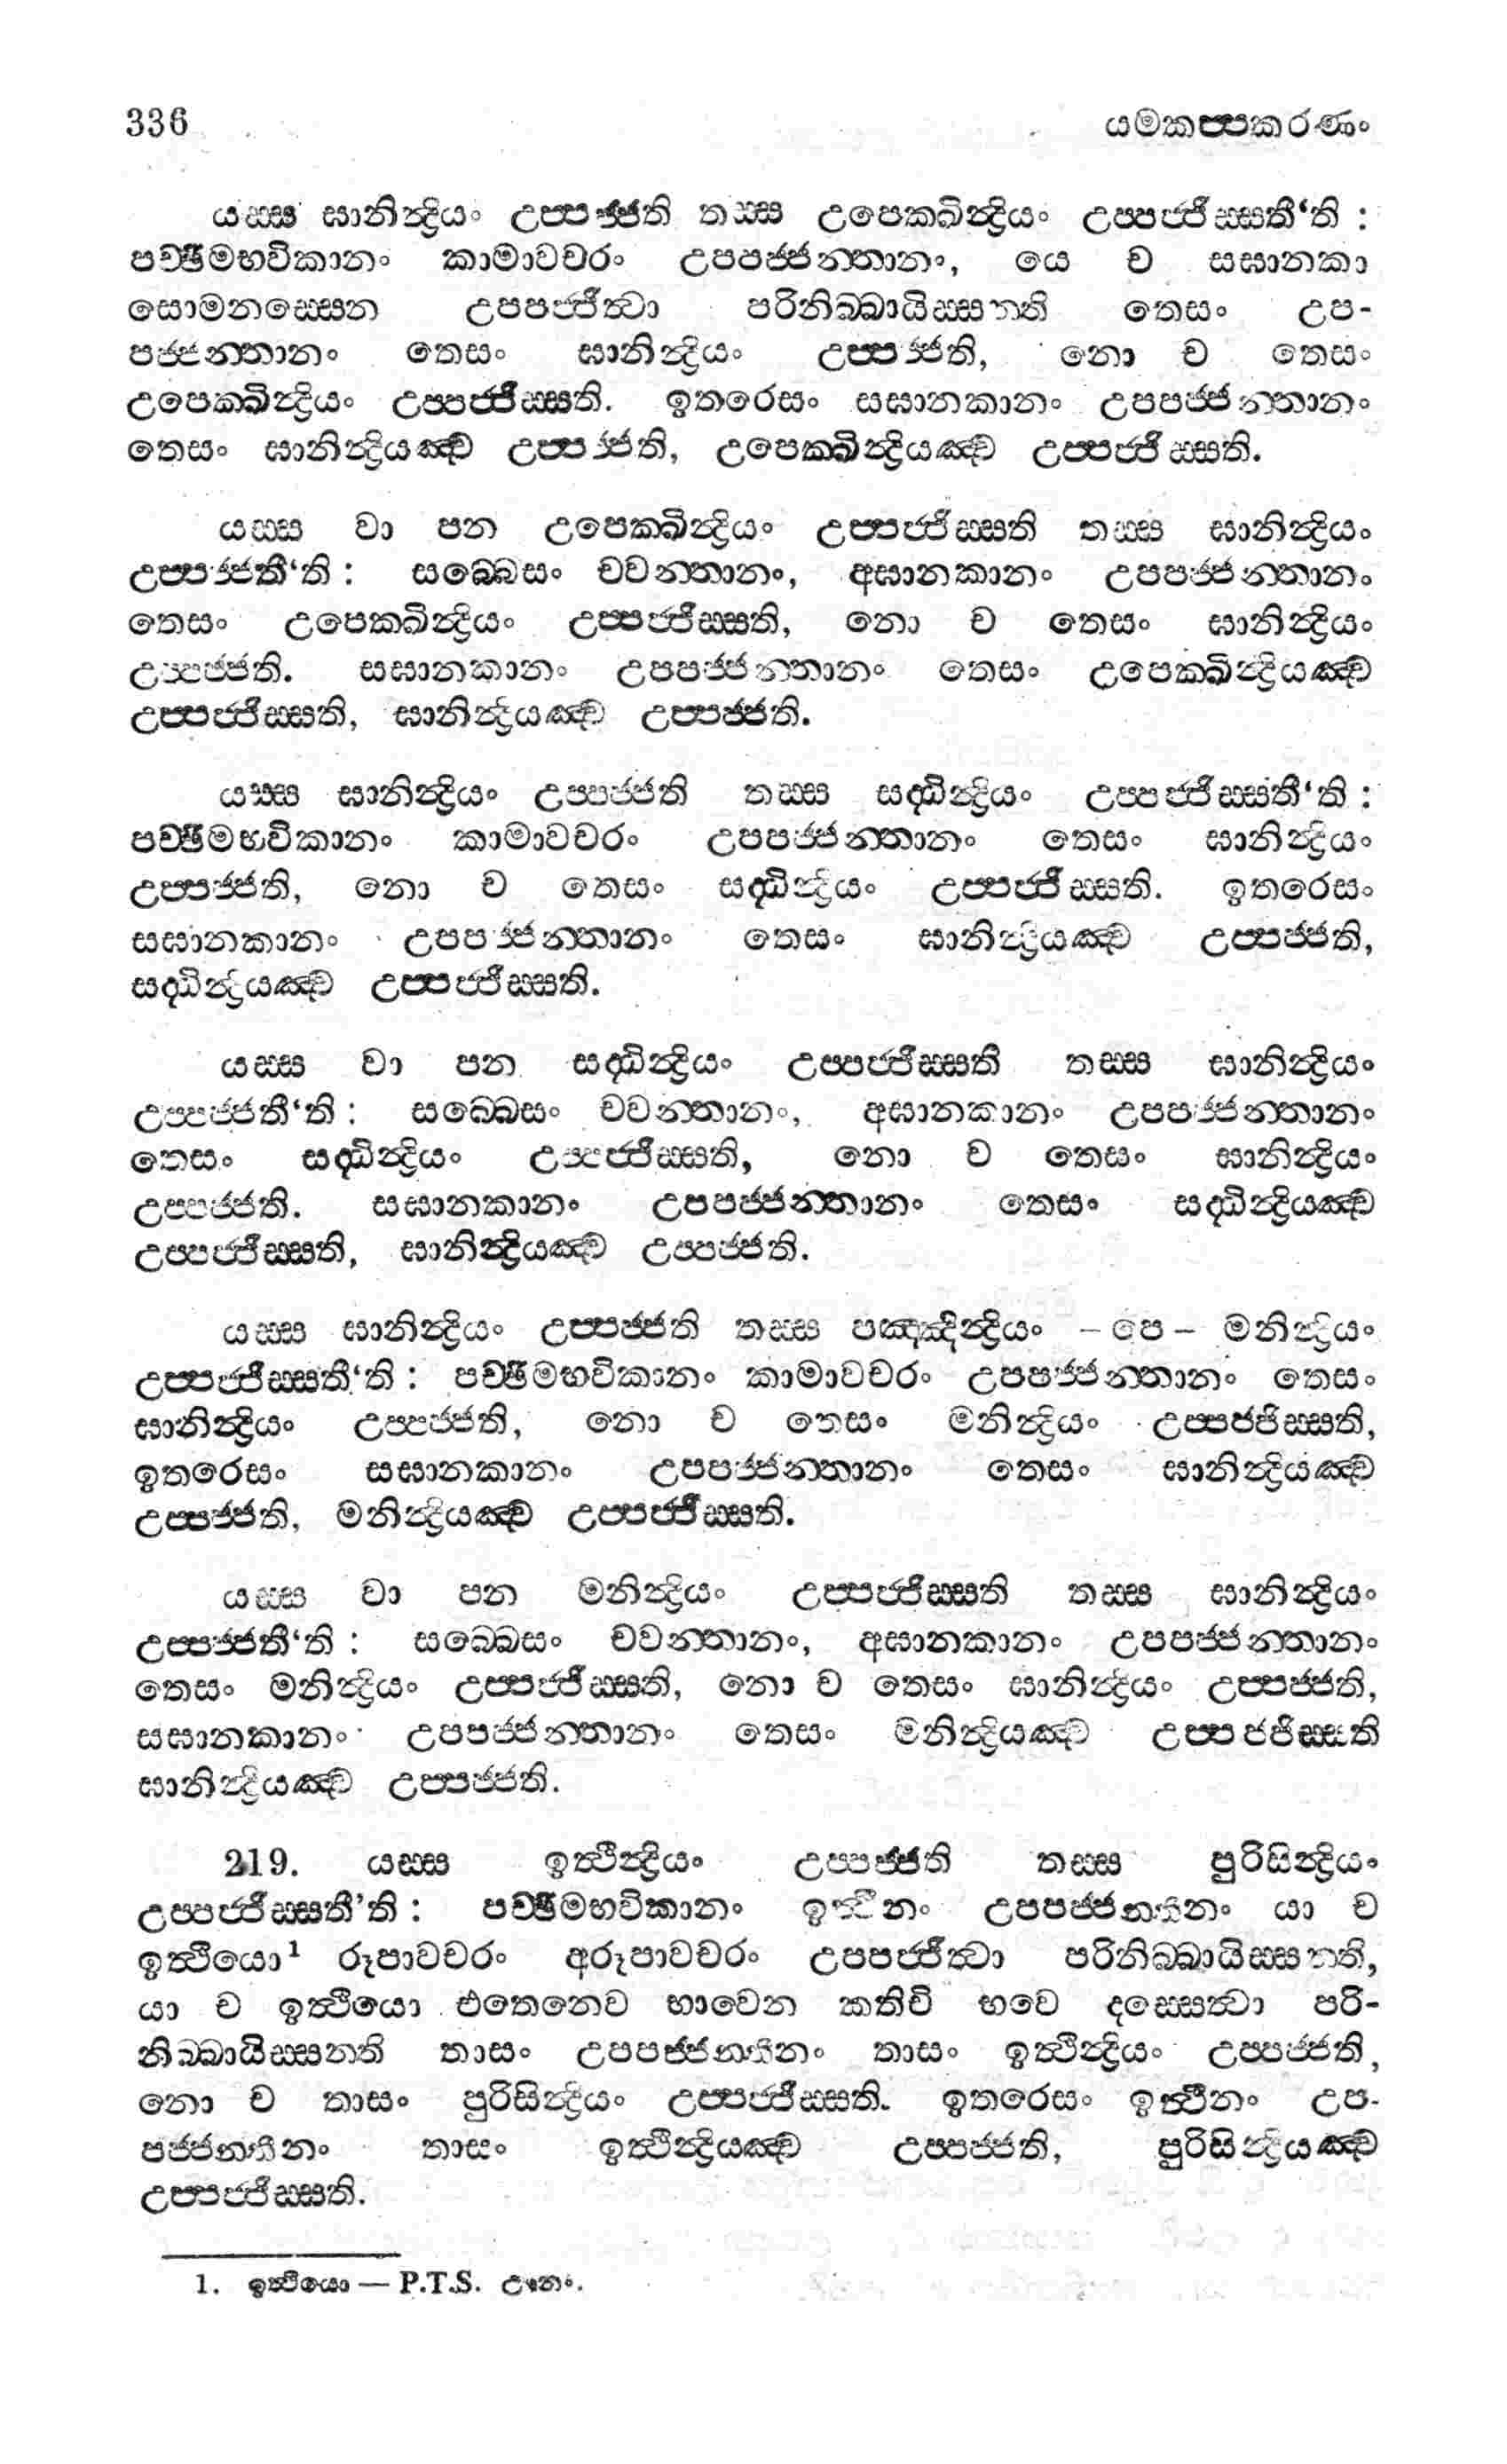 336 යමකප්පකරණං
යස්ස ඝානින්ද්‍රියං උප්පජ්ජති තස්ස උපෙක්ඛින්ද්‍රියං උප්පජ්ජිස්සතී‘ති :
පච්ඡිමභවිකානං කාමාවචරං උපපජ්ජන්තානං, යෙ ච සඝානකා
සොමනස්සෙන උපපජ්ජිත්වා පරිනිබ්බායිස්සන්ති තෙසං උප-
පජ්ජන්තානං තෙසං ඝානින්ද්‍රියං උප්පජ්ජති, නො ච තෙසං
උපෙක්ඛින්ද්‍රියං උප්පජ්ජිස්සති. ඉතරෙසං සඝානකානං උපපජ්ජන්තානං
තෙසං ඝානින්ද්‍රියඤ්ච උප්පජ්ජති, උපෙක්ඛින්ද්‍රියඤ්ච උප්පජ්ජිස්සති.
යස්ස වා පන උපෙක්ඛින්ද්‍රියං උප්පජ්ජිස්සති තස්ස ඝානින්ද්‍රියං
උප්පජ්ජතී‘ති : සබ්බෙසං චවන්තානං, අඝානකානං උපපජ්ජන්තානං
තෙසං උපෙක්ඛින්ද්‍රියං උප්පජ්ජිස්සති, නො ච තෙසං ඝානින්ද්‍රියං
උප්පජ්ජති. සඝානකානං උපපජ්ජන්තානං තෙසං උපෙක්ඛින්ද්‍රියඤ්ච
උප්පජ්ජිස්සති, ඝානින්ද්‍රියඤ්ච උප්පජ්ජති.
යස්ස ඝානින්ද්‍රියං උප්පජ්ජති තස්ස සද්ධින්ද්‍රියං උප්පජ්ජිස්සතී‘ති :
පච්ඡිමභවිකානං කාමාවචරං උපපජ්ජන්තානං තෙසං ඝානින්ද්‍රියං
උප්පජ්ජති, නො ච තෙසං සද්ධින්ද්‍රියං උප්පජ්ජිස්සති. ඉතරෙසං
සඝානකානං උපපජ්ජන්තානං තෙසං ඝානින්ද්‍රියඤ්ච උප්පජ්ජති,
සද්ධින්ද්‍රියඤ්ච උප්පජ්ජිස්සති.
යස්ස වා පන සද්ධින්ද්‍රියං උප්පජ්ජිස්සති තස්ස ඝානින්ද්‍රියං
උප්පජ්ජතී‘ති : සබ්බෙසං චවන්තානං, අඝානකානං උපපජ්ජන්තානං
තෙසං සද්ධින්ද්‍රියං උප්පජ්ජිස්සති, නො ච තෙසං ඝානින්ද්‍රියං
උප්පජ්ජති. සඝානකානං උපපජ්ජන්තානං තෙසං සද්ධින්ද්‍රියඤ්ච
උප්පජ්ජිස්සති, ඝානින්ද්‍රියඤ්ච උප්පජ්ජති.
යස්ස ඝානින්ද්‍රියං උප්පජ්ජති තස්ස පඤ්ඤින්ද්‍රියං – පෙ – මනින්ද්‍රියං
උප්පජ්ජිස්සතී‘ති : පච්ඡිමභවිකානං කාමාවචරං උපපජ්ජන්තානං තෙසං
ඝානින්ද්‍රියං උප්පජ්ජති, නො ච තෙසං මනින්ද්‍රියං උප්පජ්ජිස්සති,
ඉතරෙසං සඝානකානං උපපජ්ජන්තානං තෙසං ඝානින්ද්‍රියඤ්ච
උප්පජ්ජති, මනින්ද්‍රියඤ්ච උප්පජ්ජිස්සති.
යස්ස වා පන මනින්ද්‍රියං උප්පජ්ජිස්සති තස්ස ඝානින්ද්‍රියං
උප්පජ්ජතී‘ති : සබ්බෙසං චවන්තානං, අඝානකානං උපපජ්ජන්තානං
තෙසං මනින්ද්‍රියං උප්පජ්ජිස්සති, නො ච තෙසං ඝානින්ද්‍රියං උප්පජ්ජති,
සඝානකානං උපපජ්ජන්තානං තෙසං මනින්ද්‍රියඤ්ච උප්පජ්ජිස්සති
ඝානින්ද්‍රියඤ්ච උප්පජ්ජති.
219. යස්ස ඉත්ථින්ද්‍රියං උප්පජ්ජති තස්ස පුරිසින්ද්‍රියං
උප්පජ්ජිස්සතී’ති : පච්ඡිමභවිකානං ඉත්ථීනං උපපජ්ජන්තීනං යා ච
ඉත්ථියො¹ රූපාවචරං අරූපාවචරං උපපජ්ජිත්වා පරිනිබ්බායිස්සන්ති,
යා ච ඉත්ථියො එතෙනෙව භාවෙන කතිචි භවෙ දස්සෙත්වා පරි-
නිබ්බායිස්සන්ති තාසං උපපජ්ජන්තීනං තාසං ඉත්ථින්ද්‍රියං උප්පජ්ජති,
නො ච තාසං පුරිසින්ද්‍රියං උප්පජ්ජිස්සති. ඉතරෙසං ඉත්ථීනං උප-
පජ්ජන්තීනං තාසං ඉත්ථින්ද්‍රියඤ්ච උප්පජ්ජති, පුරිසින්ද්‍රියඤ්ච
උප්පජ්ජිස්සති.
1. ඉත්ථියො — P.T.S. ඌනං.